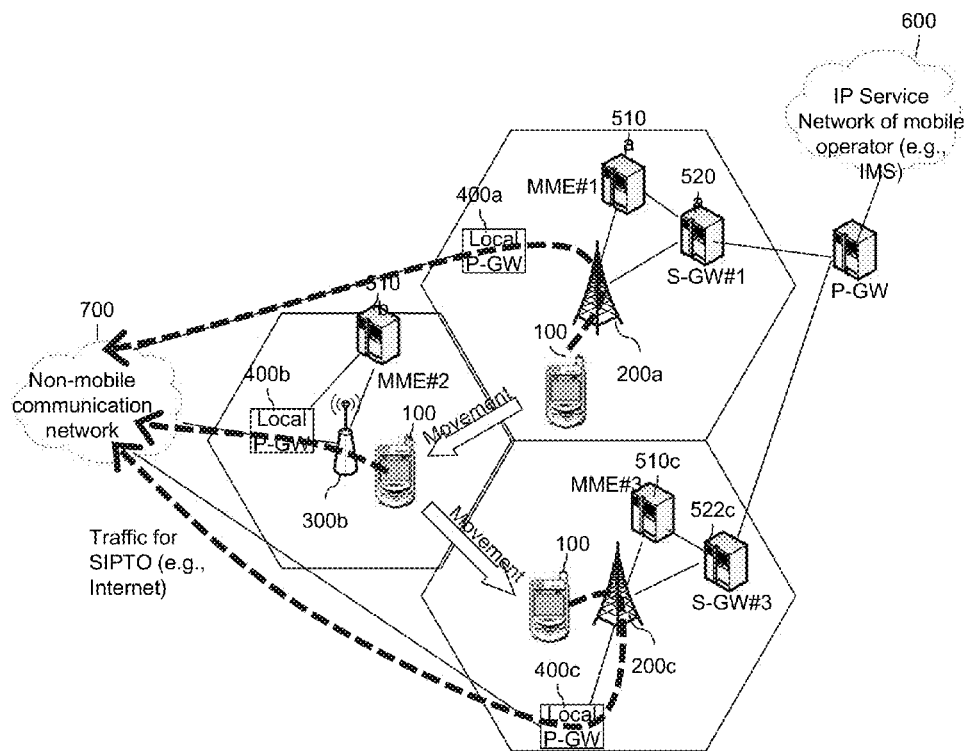 600
IP Service
Network of mobile
operator (e.g.,
IMS)
510
a
MME#1
520
a
400a
Local
P-GW
S-GW#1
P-GW
510
b
700
100
200a
Non-mobile
communication
network
400b
MME#2
Local
P-GW
100
Movement
300b
MME#3
510c
522c
Movement
Traffic for
SIPTO (e.g.,
Internet)
100
S-GW#3
400c
200c
Local
P-GW